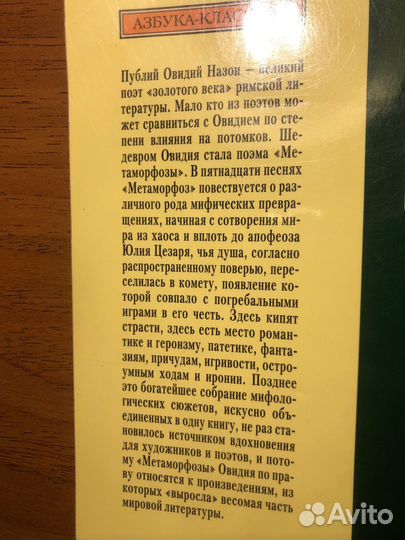 АЗБУКА-КЛАС
Публий Овидий Назон – великий
поэт «золотого века» римской ли-
тературы. Мало кто из поэтов мо-
жет сравниться с Овидием по сте-
пени влияния на потомков. Ше-
девром Овидия стала поэма «Ме-
таморфозы». В пятнадцати песнях
«Метаморфоз» повествуется о раз-
личного рода мифических превра-
щениях, начиная с сотворения ми-
ра из хаоса и вплоть до апофеоза
Юлия Цезаря, чья душа, согласно
распространенному поверью, пере-
селилась в комету, появление ко-
торой совпало с погребальными
играми в его честь. Здесь кипят
страсти, здесь есть место роман-
тике и героизму, патетике, фанта-
зиям, причудам, игривости, остро-
умным ходам и иронии. Позднее
это богатейшее собрание мифоло-
гических сюжетов, искусно объ-
единенных в одну книгу, не раз ста-
новилось источником вдохновения
для художников и поэтов, и пото-
му «Метаморфозы» Овидия по пра-
ву относятся к произведениям, из
которых «выросла» весомая часть
мировой литературы.
Avito